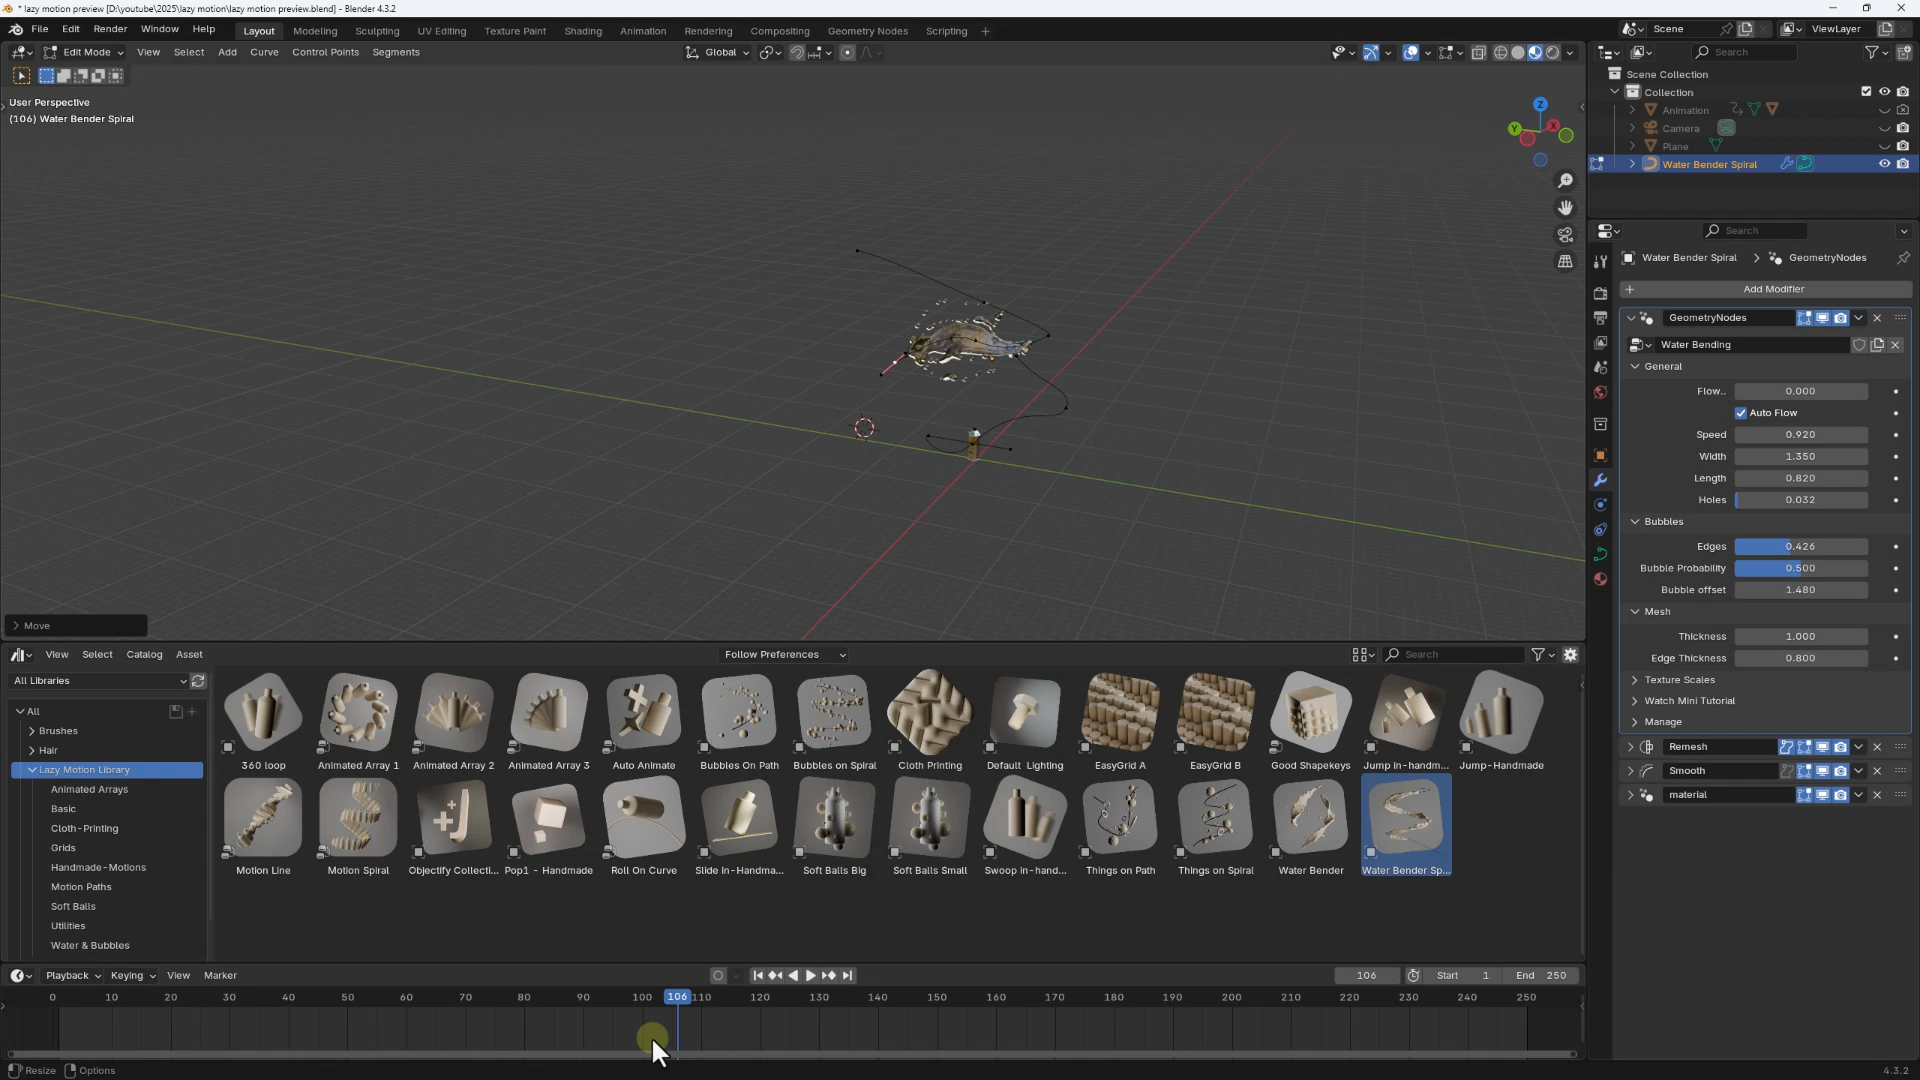 * lazy motion preview [D:\youtube\2025\lazy motion\lazy motion preview.blend] - Blender 4.3.2
File Edit Render Window Help
Layout Modeling Sculpting UV Editing Texture Paint Shading Animation Rendering Compositing Geometry Nodes Scripting +
Scene ViewLayer
Edit Mode View Select Add Curve Control Points Segments
Global
Search
User Perspective
(106) Water Bender Spiral
Z
Y
X
Scene Collection
Collection
Animation
Camera
Plane
Water Bender Spiral
Search
Water Bender Spiral > GeometryNodes
+ Add Modifier
GeometryNodes
Water Bending
General
Flow.. 0.000
Auto Flow
Speed 0.920
Width 1.350
Length 0.820
Holes 0.032
Bubbles
Edges 0.426
Bubble Probability 0.500
Bubble offset 1.480
Mesh
Thickness 1.000
Edge Thickness 0.800
Texture Scales
Watch Mini Tutorial
Manage
Remesh
Smooth
material
> Move
View Select Catalog Asset
Follow Preferences
Search
All Libraries
All
Brushes
Hair
Lazy Motion Library
Animated Arrays
Basic
Cloth-Printing
Grids
Handmade-Motions
Motion Paths
Soft Balls
Utilities
Water & Bubbles
360 loop Animated Array 1 Animated Array 2 Animated Array 3 Auto Animate Bubbles On Path Bubbles on Spiral Cloth Printing Default Lighting EasyGrid A EasyGrid B Good Shapekeys Jump in-handm... Jump-Handmade
Motion Line Motion Spiral Objectify Collecti... Pop1 - Handmade Roll On Curve Slide in-Handma... Soft Balls Big Soft Balls Small Swoop in-hand... Things on Path Things on Spiral Water Bender Water Bender Sp...
Playback Keying View Marker
106 Start 1 End 250
0 10 20 30 40 50 60 70 80 90 100 106 110 120 130 140 150 160 170 180 190 200 210 220 230 240 250
Resize Options
4.3.2